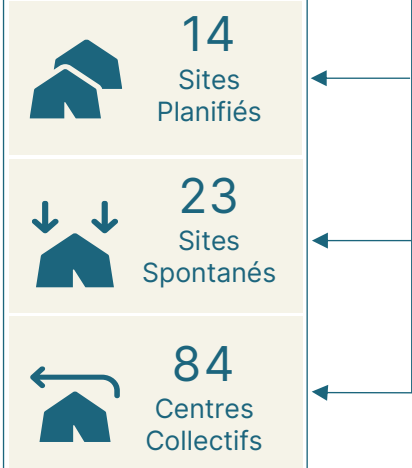 14
Sites
Planifiés
23
Sites
Spontanés
84
Centres
Collectifs